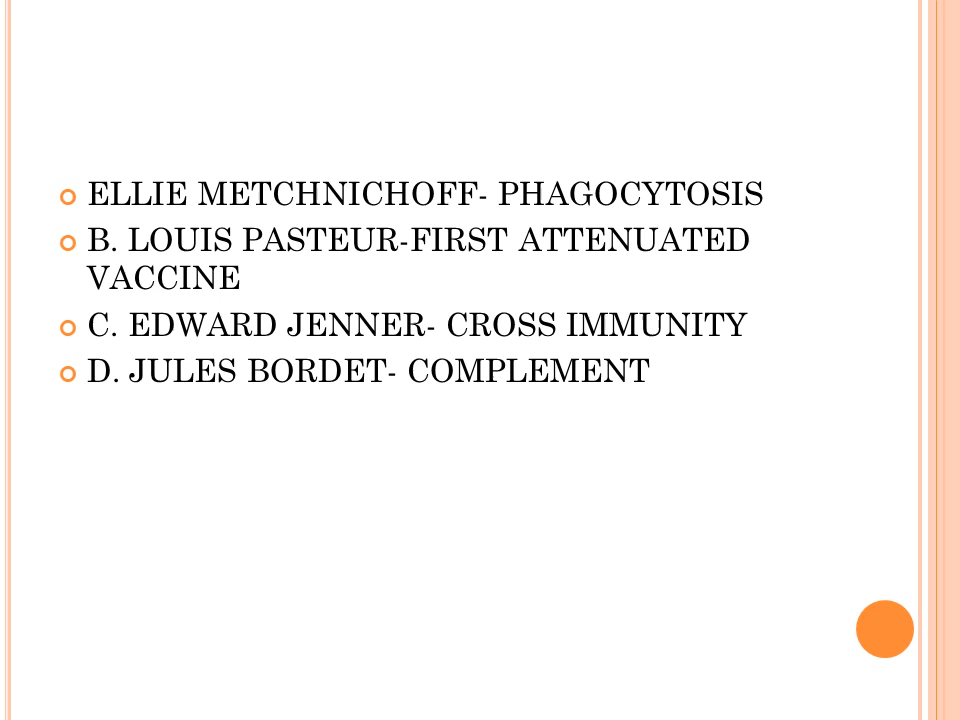 ELLIE METCHNICHOFF- PHAGOCYTOSIS
B. LOUIS PASTEUR-FIRST ATTENUATED
VACCINE
C. EDWARD JENNER- CROSS IMMUNITY
D. JULES BORDET- COMPLEMENT